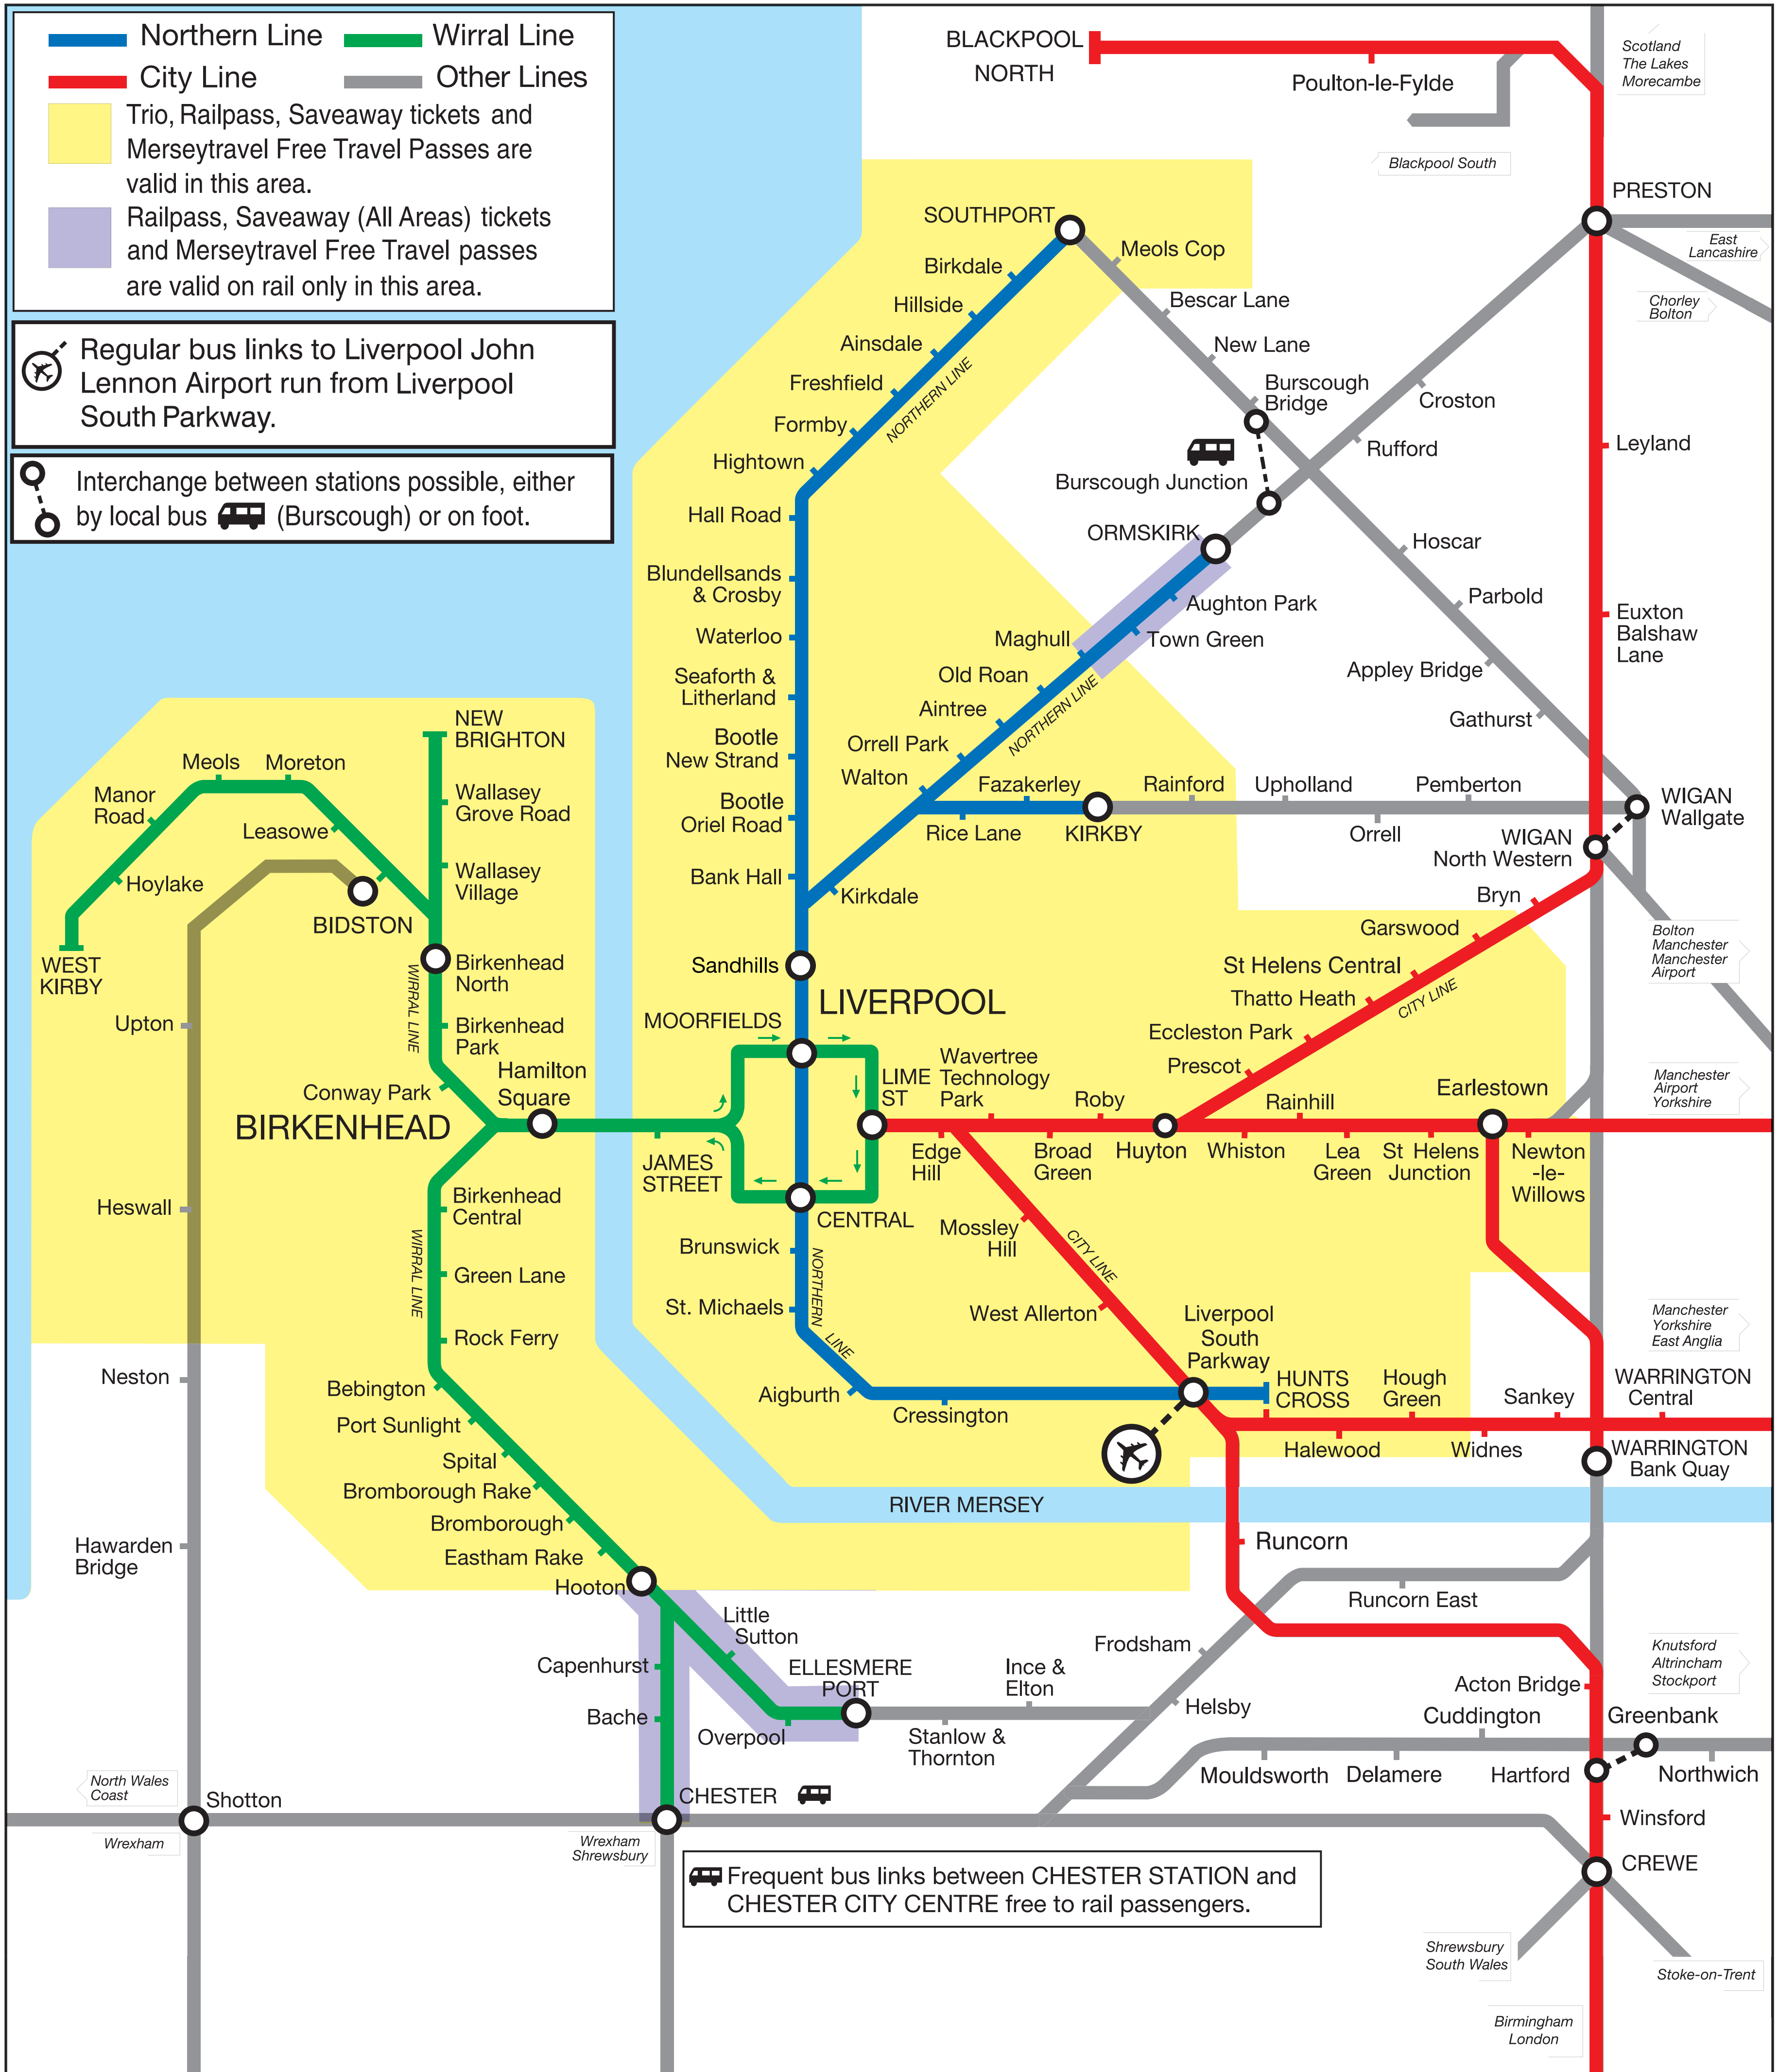 Northern Line
Wirral Line
City Line
Other Lines
Trio, Railpass, Saveaway tickets and
Merseytravel Free Travel Passes are
valid in this area.
Railpass, Saveaway (All Areas) tickets
and Merseytravel Free Travel passes
are valid on rail only in this area.
Regular bus links to Liverpool John
Lennon Airport run from Liverpool
South Parkway.
Interchange between stations possible, either
by local bus (Burscough) or on foot.
BLACKPOOL
NORTH
Poulton-le-Fylde
Scotland
The Lakes
Morecambe
Blackpool South
PRESTON
East
Lancashire
Chorley
Bolton
SOUTHPORT
Meols Cop
Birkdale
Bescar Lane
Hillside
New Lane
Ainsdale
Burscough
Bridge
Freshfield
NORTHERN LINE
Croston
Formby
Rufford
Leyland
Hightown
Burscough Junction
Hall Road
ORMSKIRK
Hoscar
Blundellsands
& Crosby
Aughton Park
Parbold
Euxton
Balshaw
Lane
Waterloo
Maghull
Town Green
Seaforth &
Litherland
Old Roan
Appley Bridge
Aintree
NORTHERN LINE
Gathurst
Bootle
New Strand
Orrell Park
Walton
Fazakerley
Rainford
Upholland
Pemberton
WIGAN
Wallgate
Bootle
Oriel Road
Rice Lane
KIRKBY
Orrell
WIGAN
North Western
Bank Hall
Kirkdale
Bryn
Garswood
Bolton
Manchester
Manchester
Airport
NEW
BRIGHTON
Meols
Moreton
Manor
Road
Wallasey
Grove Road
Leasowe
Hoylake
Wallasey
Village
BIDSTON
WEST
KIRBY
Birkenhead
North
WIRRAL LINE
Upton
Birkenhead
Park
Sandhills
LIVERPOOL
St Helens Central
Thatto Heath
CITY LINE
MOORFIELDS
Eccleston Park
Prescot
Wavertree
Technology
Park
LIME
ST
Roby
Rainhill
Earlestown
Manchester
Airport
Yorkshire
Conway Park
Hamilton
Square
BIRKENHEAD
JAMES
STREET
Edge
Hill
Broad
Green
Huyton
Whiston
Lea
Green
St Helens
Junction
Newton
-le-
Willows
Heswall
Birkenhead
Central
CENTRAL
Mossley
Hill
CITY LINE
Brunswick
WIRRAL LINE
Green Lane
NORTHERN
LINE
St. Michaels
West Allerton
Liverpool
South
Parkway
Manchester
Yorkshire
East Anglia
Rock Ferry
Neston
Bebington
Aigburth
Cressington
HUNTS
CROSS
Hough
Green
Sankey
WARRINGTON
Central
Port Sunlight
Halewood
Widnes
WARRINGTON
Bank Quay
Spital
Bromborough Rake
RIVER MERSEY
Bromborough
Hawarden
Bridge
Eastham Rake
Runcorn
Hooton
Runcorn East
Little
Sutton
Frodsham
Capenhurst
ELLESMERE
PORT
Ince &
Elton
Knutsford
Altrincham
Stockport
Acton Bridge
Helsby
Bache
Overpool
Stanlow &
Thornton
Cuddington
Greenbank
Mouldsworth
Delamere
Hartford
Northwich
North Wales
Coast
Shotton
CHESTER
Winsford
Wrexham
Wrexham
Shrewsbury
CREWE
Frequent bus links between CHESTER STATION and
CHESTER CITY CENTRE free to rail passengers.
Shrewsbury
South Wales
Stoke-on-Trent
Birmingham
London